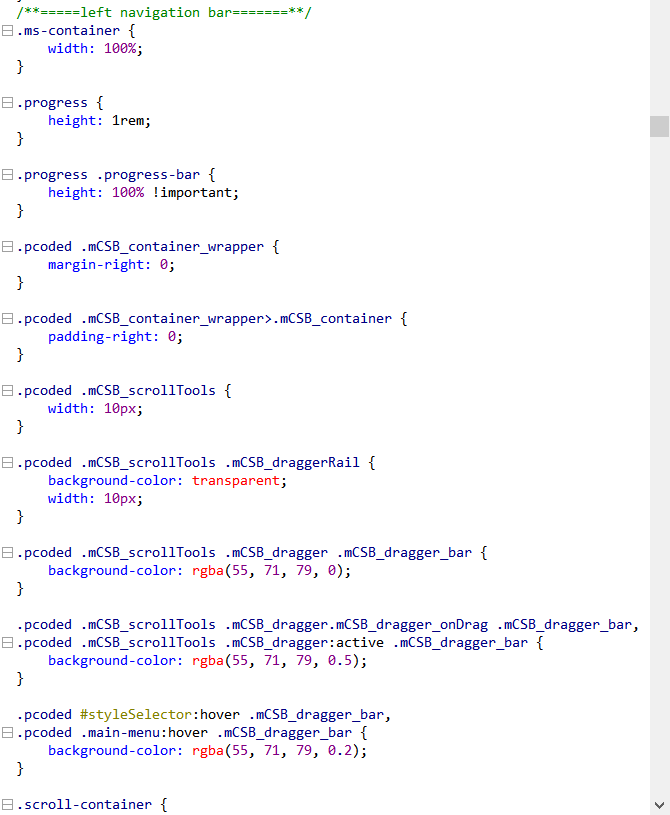 /**=====left navigation bar=======**/
.ms-container {
    width: 100%;
}

.progress {
    height: 1rem;
}

.progress .progress-bar {
    height: 100% !important;
}

.pcoded .mCSB_container_wrapper {
    margin-right: 0;
}

.pcoded .mCSB_container_wrapper>.mCSB_container {
    padding-right: 0;
}

.pcoded .mCSB_scrollTools {
    width: 10px;
}

.pcoded .mCSB_scrollTools .mCSB_draggerRail {
    background-color: transparent;
    width: 10px;
}

.pcoded .mCSB_scrollTools .mCSB_dragger .mCSB_dragger_bar {
    background-color: rgba(55, 71, 79, 0);
}

.pcoded .mCSB_scrollTools .mCSB_dragger.mCSB_dragger_onDrag .mCSB_dragger_bar,
.pcoded .mCSB_scrollTools .mCSB_dragger:active .mCSB_dragger_bar {
    background-color: rgba(55, 71, 79, 0.5);
}

.pcoded #styleSelector:hover .mCSB_dragger_bar,
.pcoded .main-menu:hover .mCSB_dragger_bar {
    background-color: rgba(55, 71, 79, 0.2);
}

.scroll-container {